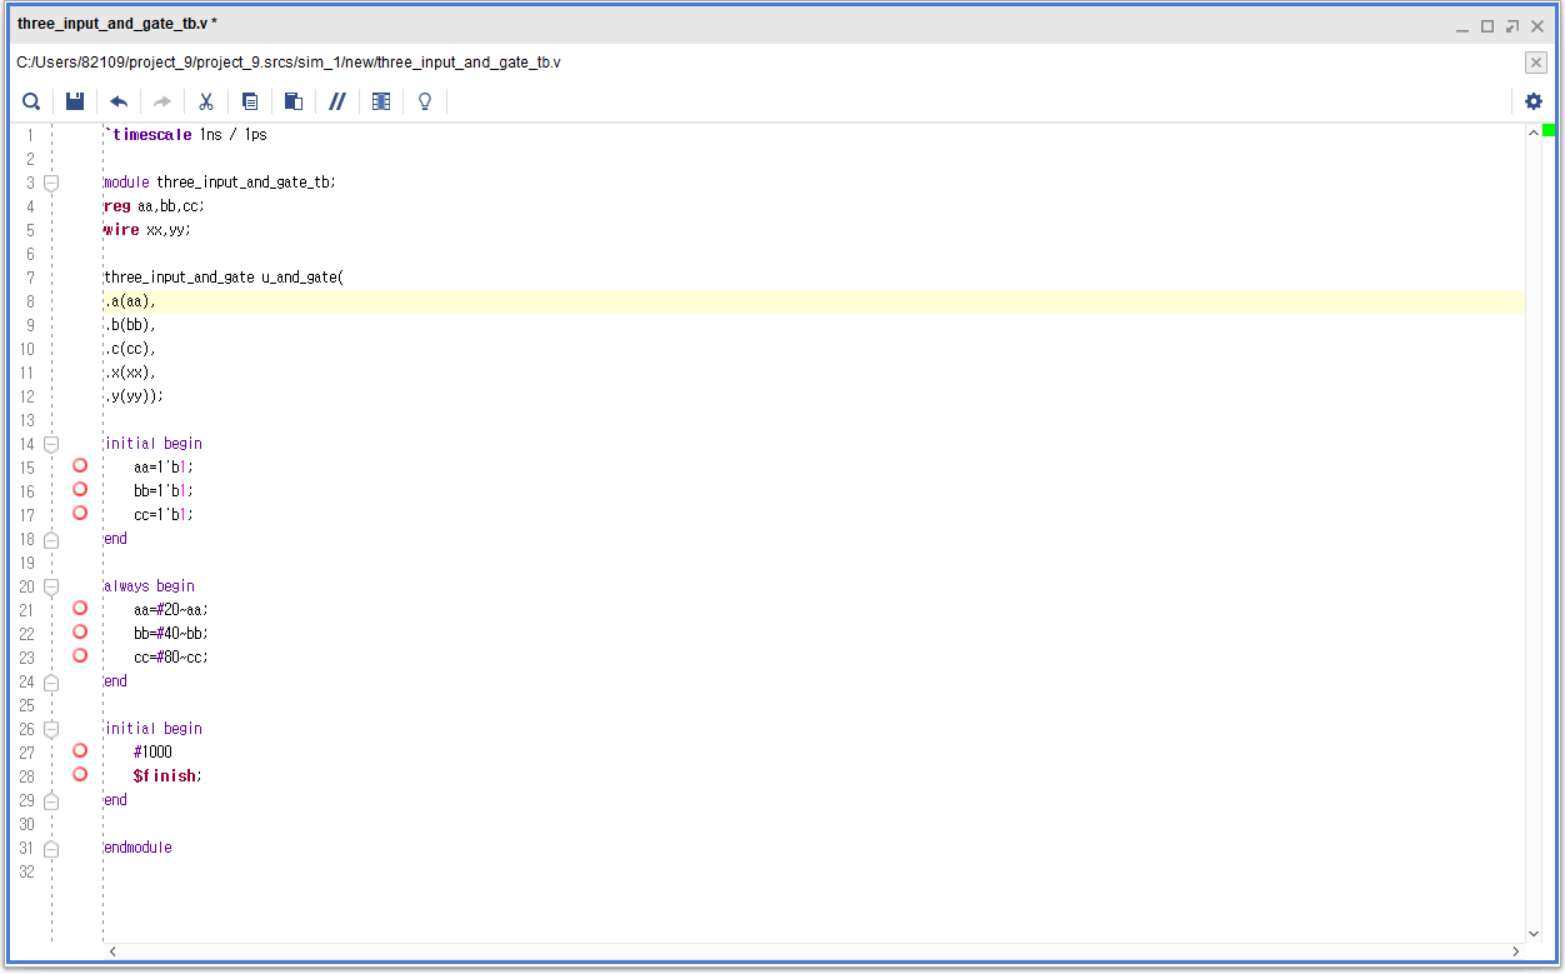 three_input_and_gate_tb.v *
C:/Users/82109/project_9/project_9.srcs/sim_1/new/three_input_and_gate_tb.v
1 `timescale 1ns / 1ps
2
3 module three_input_and_gate_tb;
4 reg aa,bb,cc;
5 wire xx,yy;
6
7 three_input_and_gate u_and_gate(
8 .a(aa),
9 .b(bb),
10 .c(cc),
11 .x(xx),
12 .y(yy));
13
14 initial begin
15 aa=1'b1;
16 bb=1'b1;
17 cc=1'b1;
18 end
19
20 always begin
21 aa=#20~aa;
22 bb=#40~bb;
23 cc=#80~cc;
24 end
25
26 initial begin
27 #1000
28 $finish;
29 end
30
31 endmodule
32